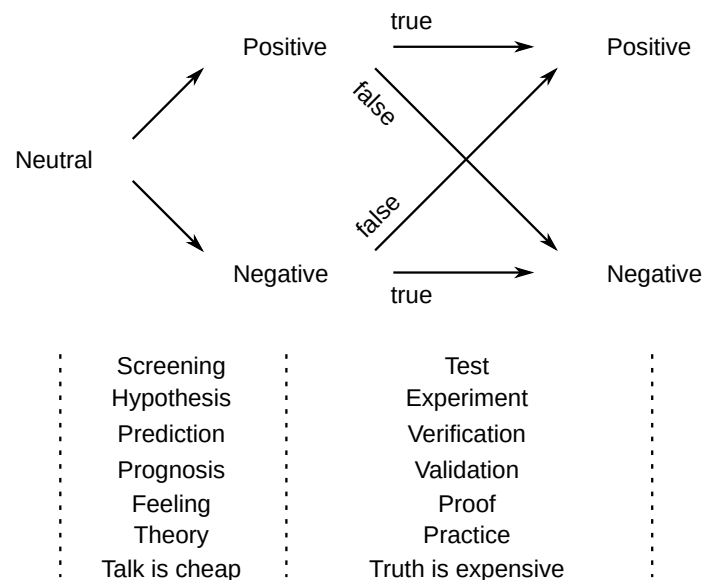 true
Positive Positive
false
Neutral
false
Negative Negative
true
Screening Test
Hypothesis Experiment
Prediction Verification
Prognosis Validation
Feeling Proof
Theory Practice
Talk is cheap Truth is expensive